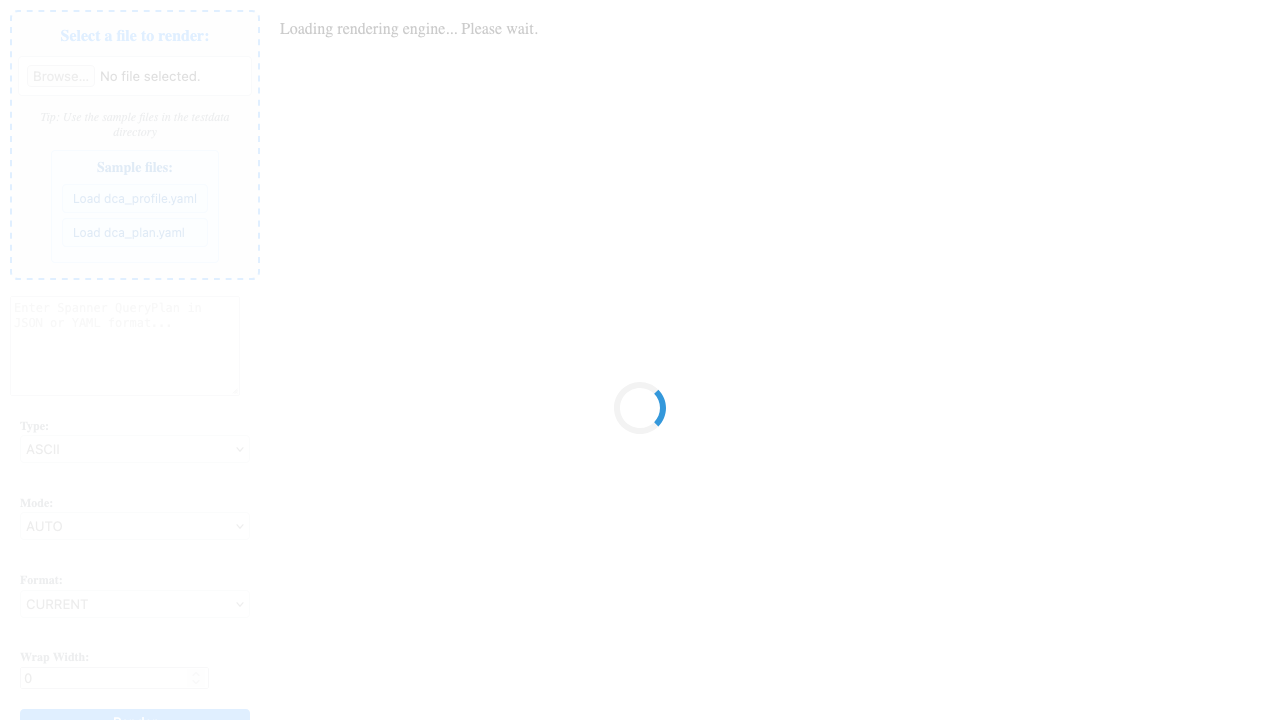 Select a file to render:
Browse... No file selected.
Tip: Use the sample files in the testdata
directory
Sample files:
Load dca_profile.yaml
Load dca_plan.yaml
Enter Spanner QueryPlan in
JSON or YAML format...
Type:
ASCII
Mode:
AUTO
Format:
CURRENT
Wrap Width:
0
Loading rendering engine... Please wait.